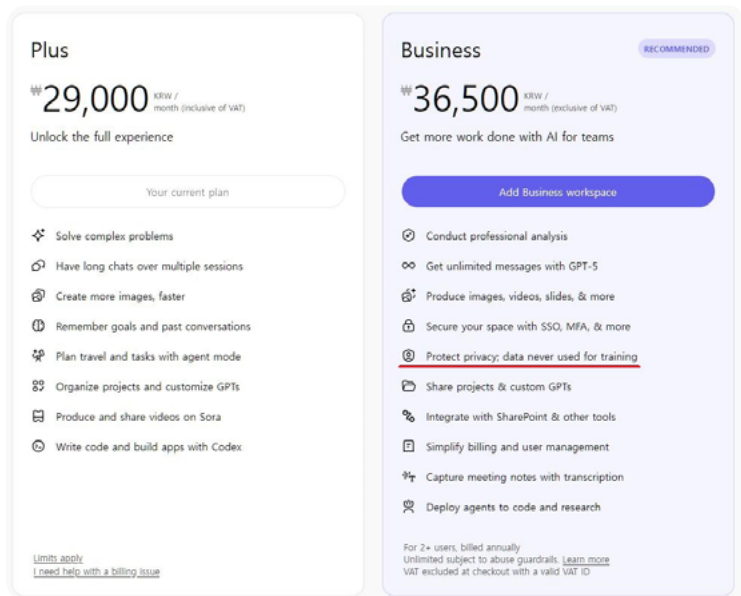 Plus
₩29,000 KRW /
month (inclusive of VAT)
Unlock the full experience
Your current plan
Solve complex problems
Have long chats over multiple sessions
Create more images, faster
Remember goals and past conversations
Plan travel and tasks with agent mode
Organize projects and customize GPTs
Produce and share videos on Sora
Write code and build apps with Codex
Limits apply
I need help with a billing issue
Business
RECOMMENDED
₩36,500 KRW /
month (exclusive of VAT)
Get more work done with AI for teams
Add Business workspace
Conduct professional analysis
Get unlimited messages with GPT-5
Produce images, videos, slides, & more
Secure your space with SSO, MFA, & more
Protect privacy; data never used for training
Share projects & custom GPTs
Integrate with SharePoint & other tools
Simplify billing and user management
Capture meeting notes with transcription
Deploy agents to code and research
For 2+ users, billed annually
Unlimited subject to abuse guardrails. Learn more
VAT excluded at checkout with a valid VAT ID